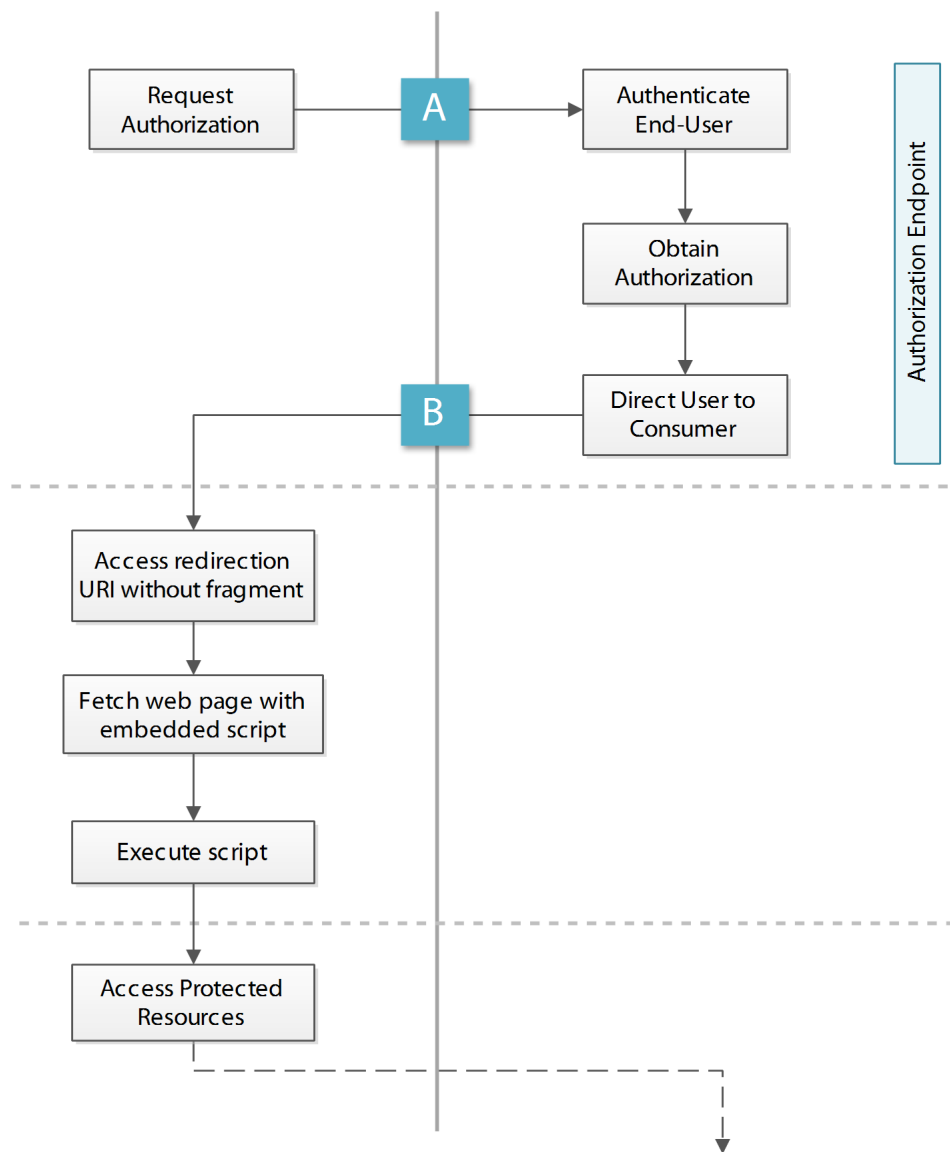 Request
Authorization
A
Authenticate
End-User
Authorization Endpoint
Obtain
Authorization
B
Direct User to
Consumer
Access redirection
URI without fragment
Fetch web page with
embedded script
Execute script
Access Protected
Resources